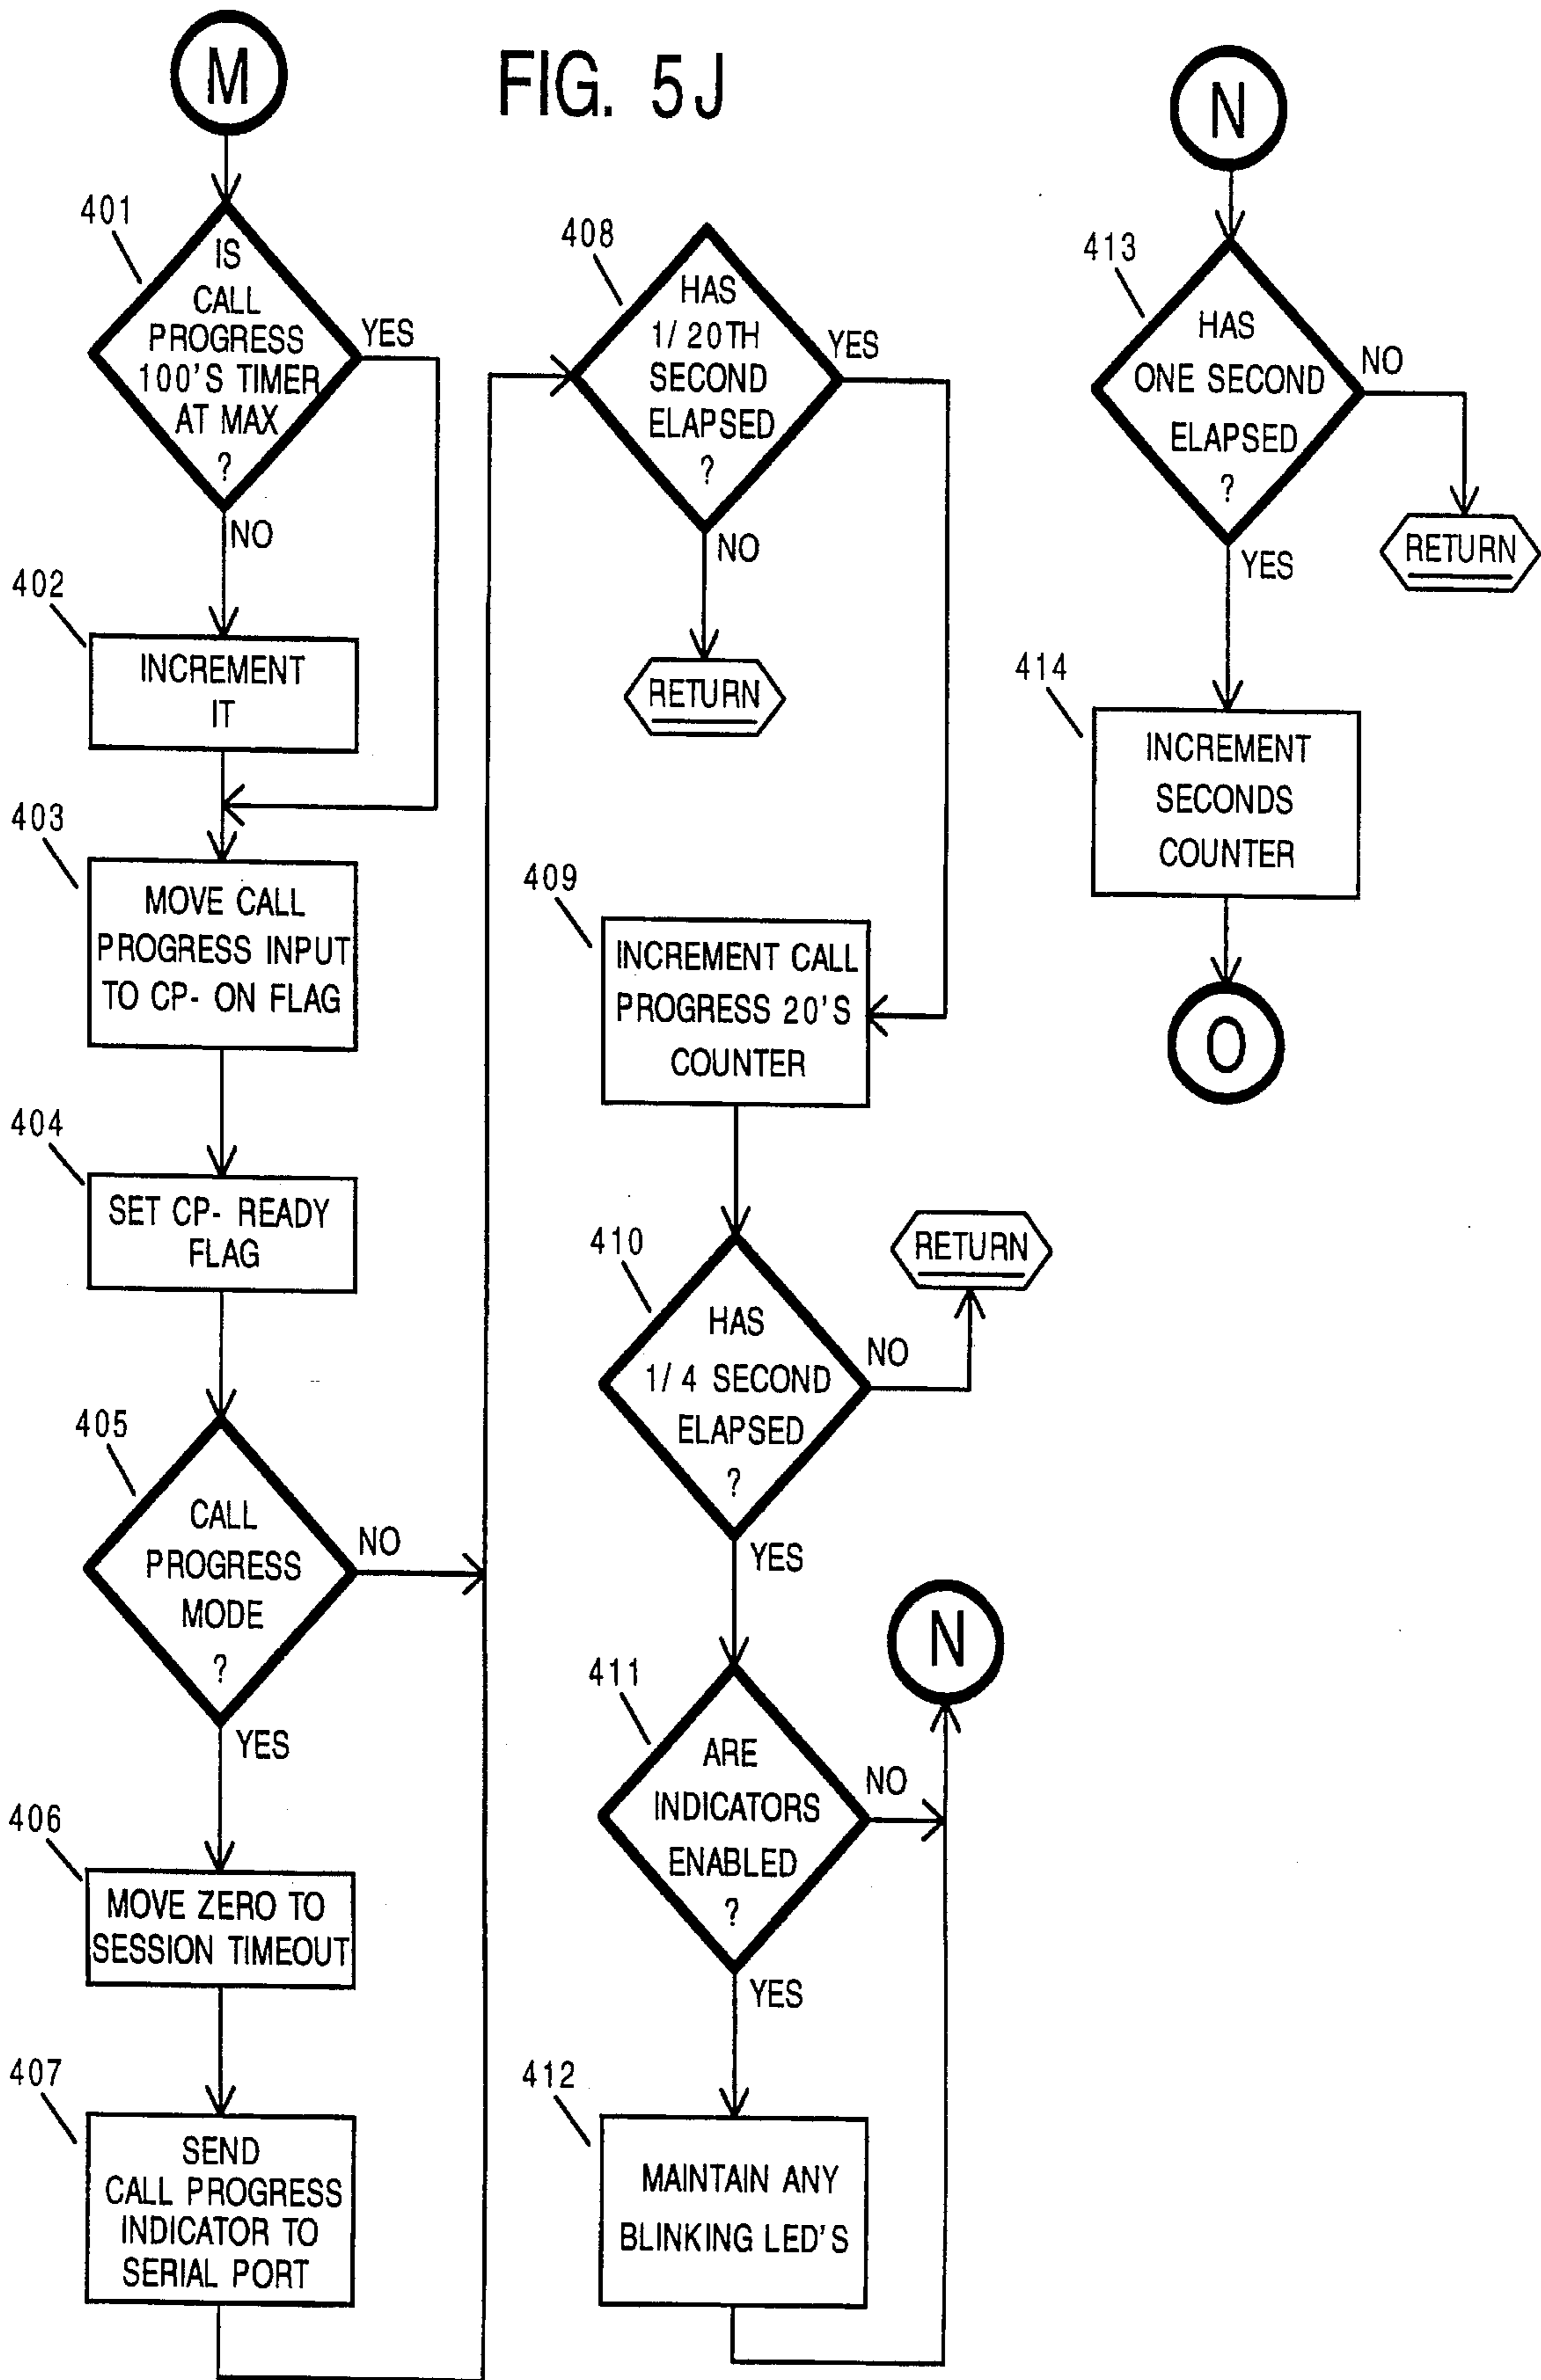 FIG. 5J
M
401
IS
CALL
PROGRESS
100'S TIMER
AT MAX
?
YES
NO
402
INCREMENT
IT
403
MOVE CALL
PROGRESS INPUT
TO CP- ON FLAG
404
SET CP- READY
FLAG
405
CALL
PROGRESS
MODE
?
NO
YES
406
MOVE ZERO TO
SESSION TIMEOUT
407
SEND
CALL PROGRESS
INDICATOR TO
SERIAL PORT
408
HAS
1/20TH
SECOND
ELAPSED
?
YES
NO
RETURN
409
INCREMENT CALL
PROGRESS 20'S
COUNTER
410
HAS
1/4 SECOND
ELAPSED
?
NO
RETURN
YES
411
ARE
INDICATORS
ENABLED
?
NO
N
YES
412
MAINTAIN ANY
BLINKING LED'S
N
413
HAS
ONE SECOND
ELAPSED
?
NO
RETURN
YES
414
INCREMENT
SECONDS
COUNTER
O